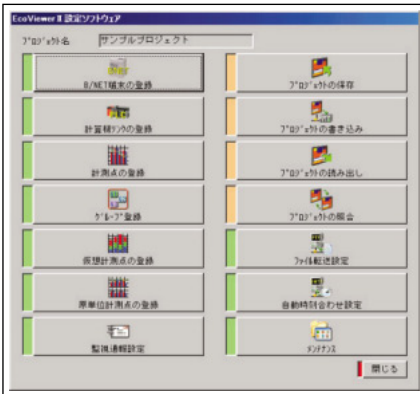 EcoViewerⅡ 設定ソフトウェア
ﾌﾟﾛｼﾞｪｸﾄ名 サンプルプロジェクト
B/NET端末の登録
ﾌﾟﾛｼﾞｪｸﾄの保存
計算機ﾘﾝｸの登録
ﾌﾟﾛｼﾞｪｸﾄの書き込み
計測点の登録
ﾌﾟﾛｼﾞｪｸﾄの読み出し
ｸﾞﾙｰﾌﾟ登録
ﾌﾟﾛｼﾞｪｸﾄの照合
仮想計測点の登録
ﾌｧｲﾙ転送設定
原単位計測点の登録
自動時刻合わせ設定
監視通報設定
ﾒﾝﾃﾅﾝｽ
閉じる